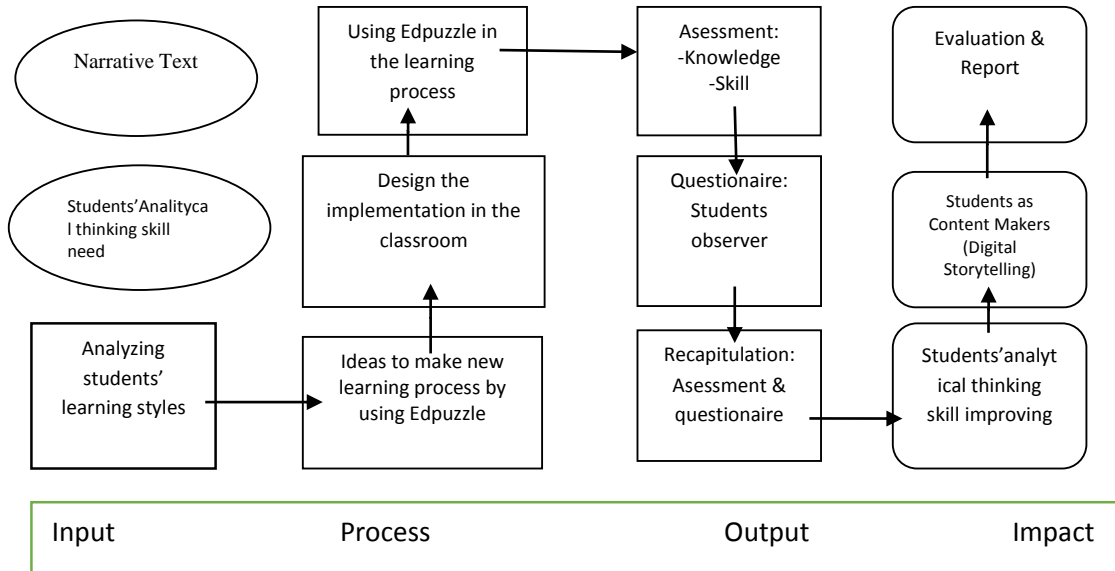 Narrative Text
Students'Analityca
l thinking skill
need
Analyzing
students'
learning styles
Using Edpuzzle in
the learning
process
Design the
implementation in the
classroom
Ideas to make new
learning process by
using Edpuzzle
Asessment:
-Knowledge
-Skill
Questionaire:
Students
observer
Recapitulation:
Asessment &
questionaire
Evaluation &
Report
Students as
Content Makers
(Digital
Storytelling)
Students'analyt
ical thinking
skill improving
Input
Process
Output
Impact